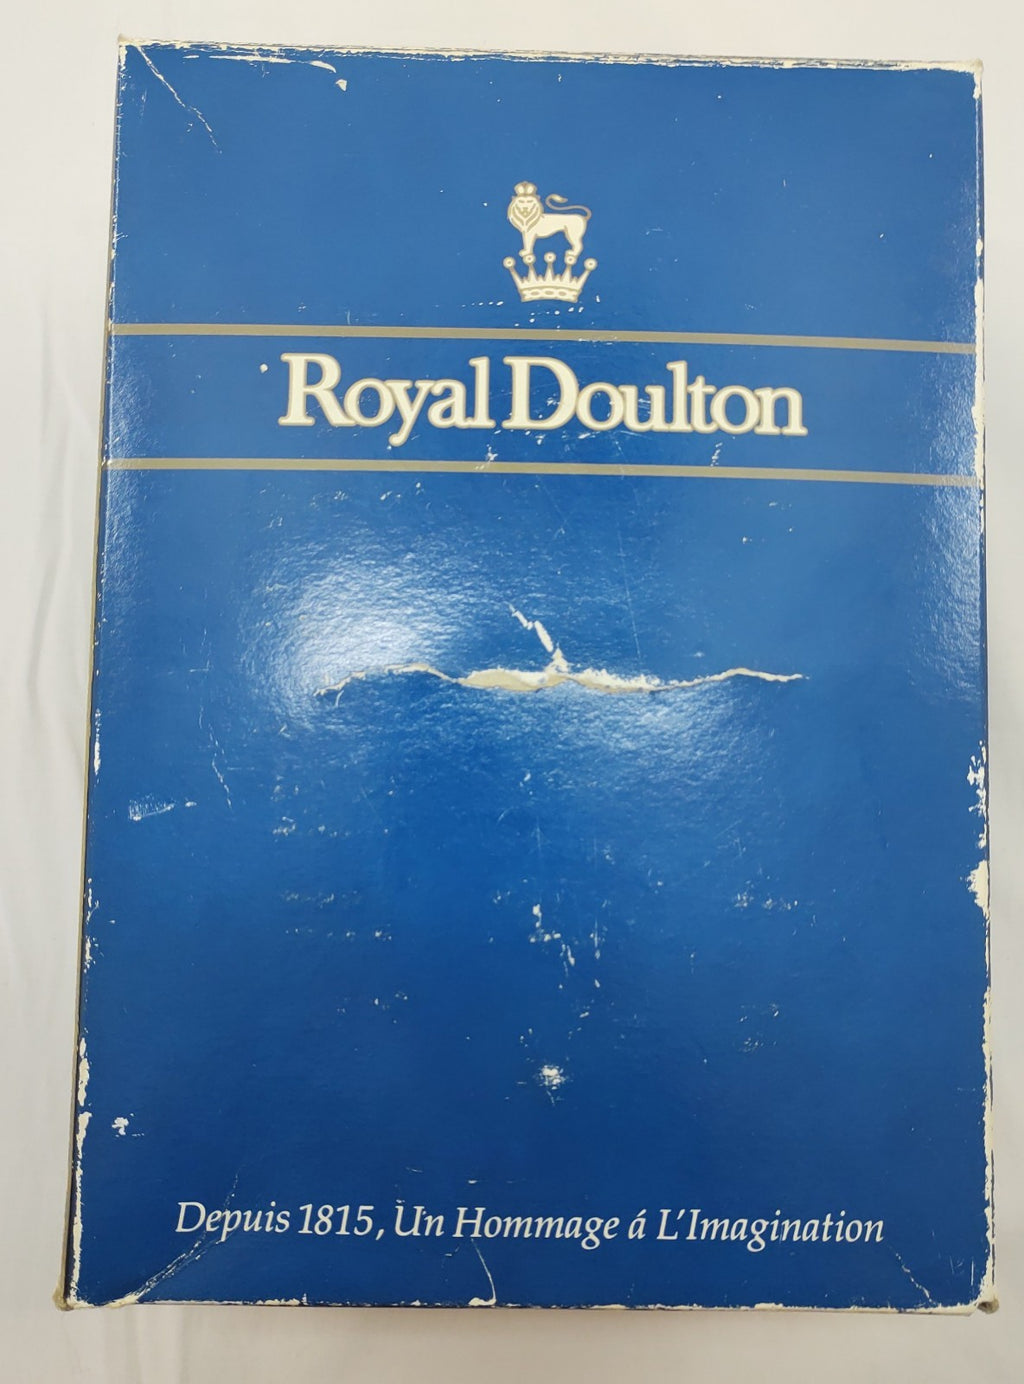 Royal Doulton
Depuis 1815, Un Hommage á L'Imagination